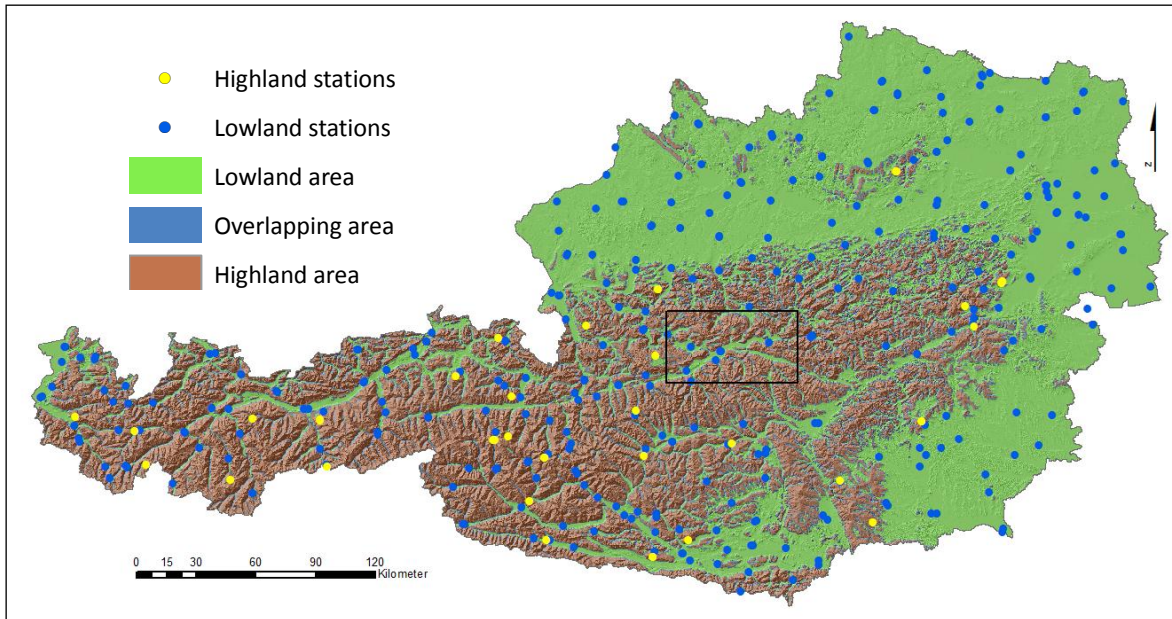 Highland stations
Lowland stations
Lowland area
Overlapping area
Highland area
N
0 15 30 60 90 120
Kilometer